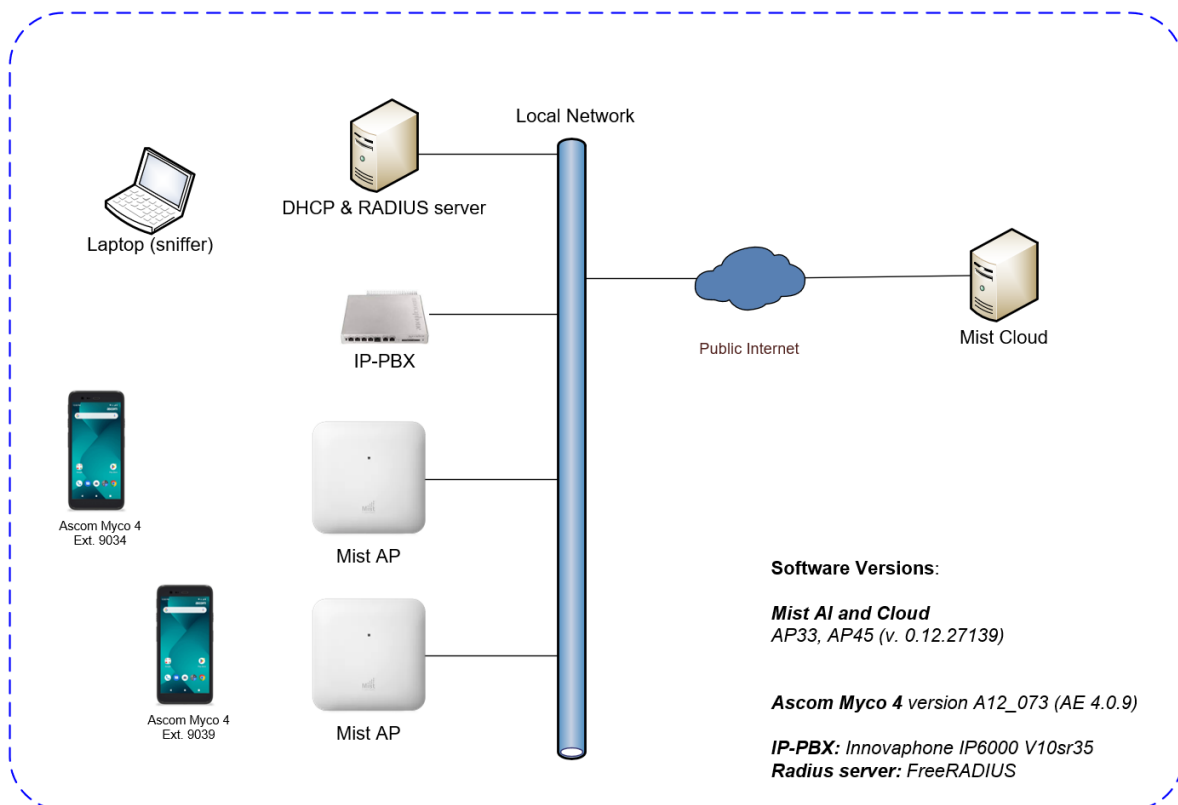 Local Network
DHCP & RADIUS server
Laptop (sniffer)
IP-PBX
Public Internet
Mist Cloud
Ascom Myco 4
Ext. 9034
Mist AP
Ascom Myco 4
Ext. 9039
Mist AP
Software Versions:
Mist AI and Cloud
AP33, AP45 (v. 0.12.27139)
Ascom Myco 4 version A12_073 (AE 4.0.9)
IP-PBX: Innovaphone IP6000 V10sr35
Radius server: FreeRADIUS